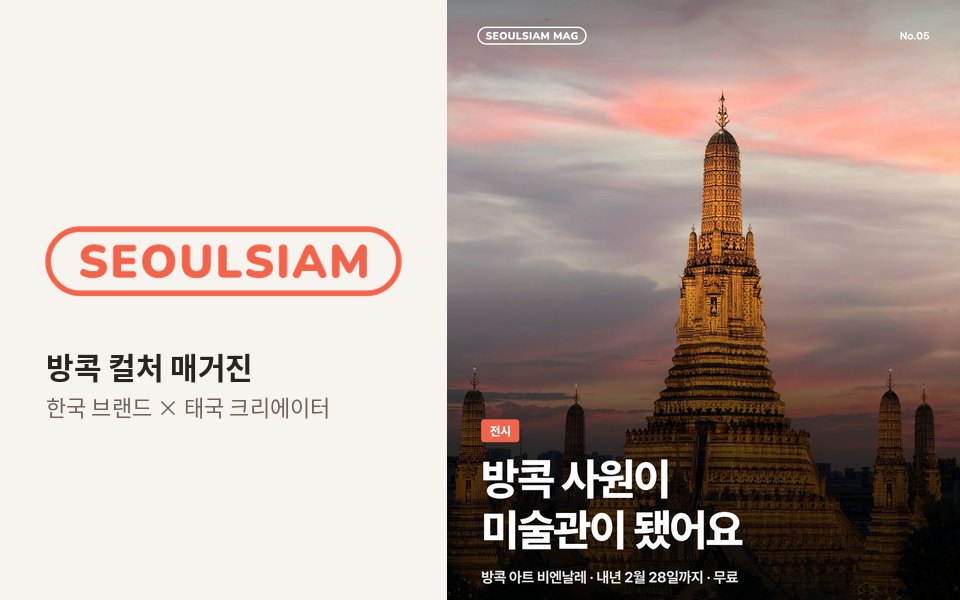 SEOULSIAM
방콕 컬처 매거진
한국 브랜드 × 태국 크리에이터
SEOULSIAM MAG
No.05
전시
방콕 사원이
미술관이 됐어요
방콕 아트 비엔날레 · 내년 2월 28일까지 · 무료